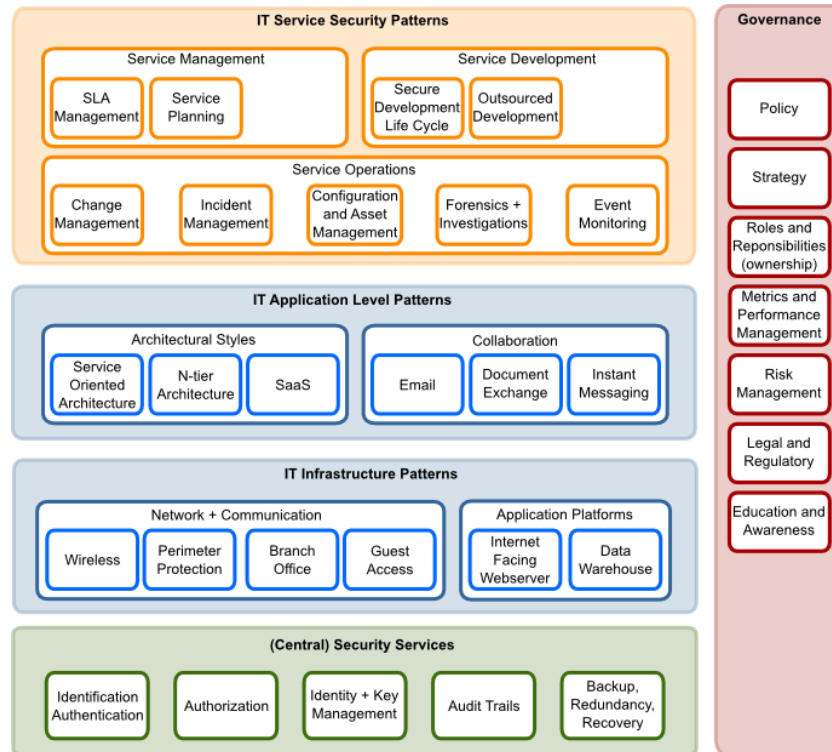 IT Service Security Patterns
Service Management
SLA
Management
Service
Planning
Service Development
Secure
Development
Life Cycle
Outsourced
Development
Service Operations
Change
Management
Incident
Management
Configuration
and Asset
Management
Forensics +
Investigations
Event
Monitoring
IT Application Level Patterns
Architectural Styles
Service
Oriented
Architecture
N-tier
Architecture
SaaS
Collaboration
Email
Document
Exchange
Instant
Messaging
IT Infrastructure Patterns
Network + Communication
Wireless
Perimeter
Protection
Branch
Office
Guest
Access
Application Platforms
Internet
Facing
Webserver
Data
Warehouse
(Central) Security Services
Identification
Authentication
Authorization
Identity + Key
Management
Audit Trails
Backup,
Redundancy,
Recovery
Governance
Policy
Strategy
Roles and
Reponsibilities
(ownership)
Metrics and
Performance
Management
Risk
Management
Legal and
Regulatory
Education and
Awareness